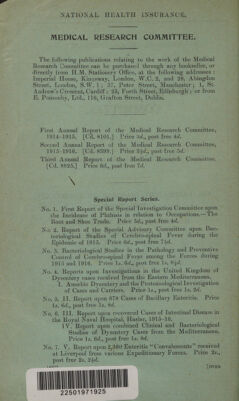 NATIONAL HEALTH INSURANCE.
MEDICAL RESEARCH COMMITTEE.
The following publications relating to the work of the Medical
Research Committee can be purchased through any bookseller, or
directly from H.M. Stationery Office, at the following addresses:
Imperial House, Kingsway, London, W.C. 2, and 28, Abingdon
Street, London, S.W. 1; 37, Peter Street, Manchester; 1, St.
Andrew's Crescent, Cardiff; 23, Forth Street, Edinburgh; or from
E. Ponsonby, Ltd., 116, Grafton Street, Dublin.
First Annual Report of the Medical Research Committee,
1914-1915. [Cd. 8101.] Price 3d., post free 4d.
Second Annual Report of the Medical Research Committee,
1915-1916. [Cd. 8399.] Price 4½d., post free 5d.
Third Annual Report of the Medical Research Committee,
[Cd. 8825.] Price 6d., post free 7d.
Special Report Series.
No. 1. First Report of the Special Investigation Committee upon
the Incidence of Phthisis in relation to Occupations.—The
Boot and Shoe Trade. Price 3d., post free 4d.
No. 2. Report of the Special Advisory Committee upon Bac-
teriological Studies of Cerebro-spinal Fever during the
Epidemic of 1915. Price 6d., post free 7½d.
No. 3. Bacteriological Studies in the Pathology and Preventive
Control of Cerebro-spinal Fever among the Forces during
1915 and 1916. Price 1s. 6d., post free 1s. 9½d.
No. 4. Reports upon Investigations in the United Kingdom of
Dysentery cases received from the Eastern Mediterranean.
I. Amœbic Dysentery and the Protozoological Investigation
of Cases and Carriers. Price 1s., post free 1s. 2d.
No. 5. II. Report upon 878 Cases of Bacillary Enteritis. Price
1s. 6d., post free 1s. 8d.
No. 6. III. Report upon recovered Cases of Intestinal Disease in
the Royal Naval Hospital, Haslar, 1915-16.
IV. Report upon combined Clinical and Bacteriological
Studies of Dysentery Cases from the Mediterranean.
Price 1s. 6d., post free 1s. 8d.
No. 7. V. Report upon 2,360 Enteritis "Convalescents" received
at Liverpool from various Expeditionary Forces. Price 2s.,
post free 2s. 2½d.
[OVER
22501971925